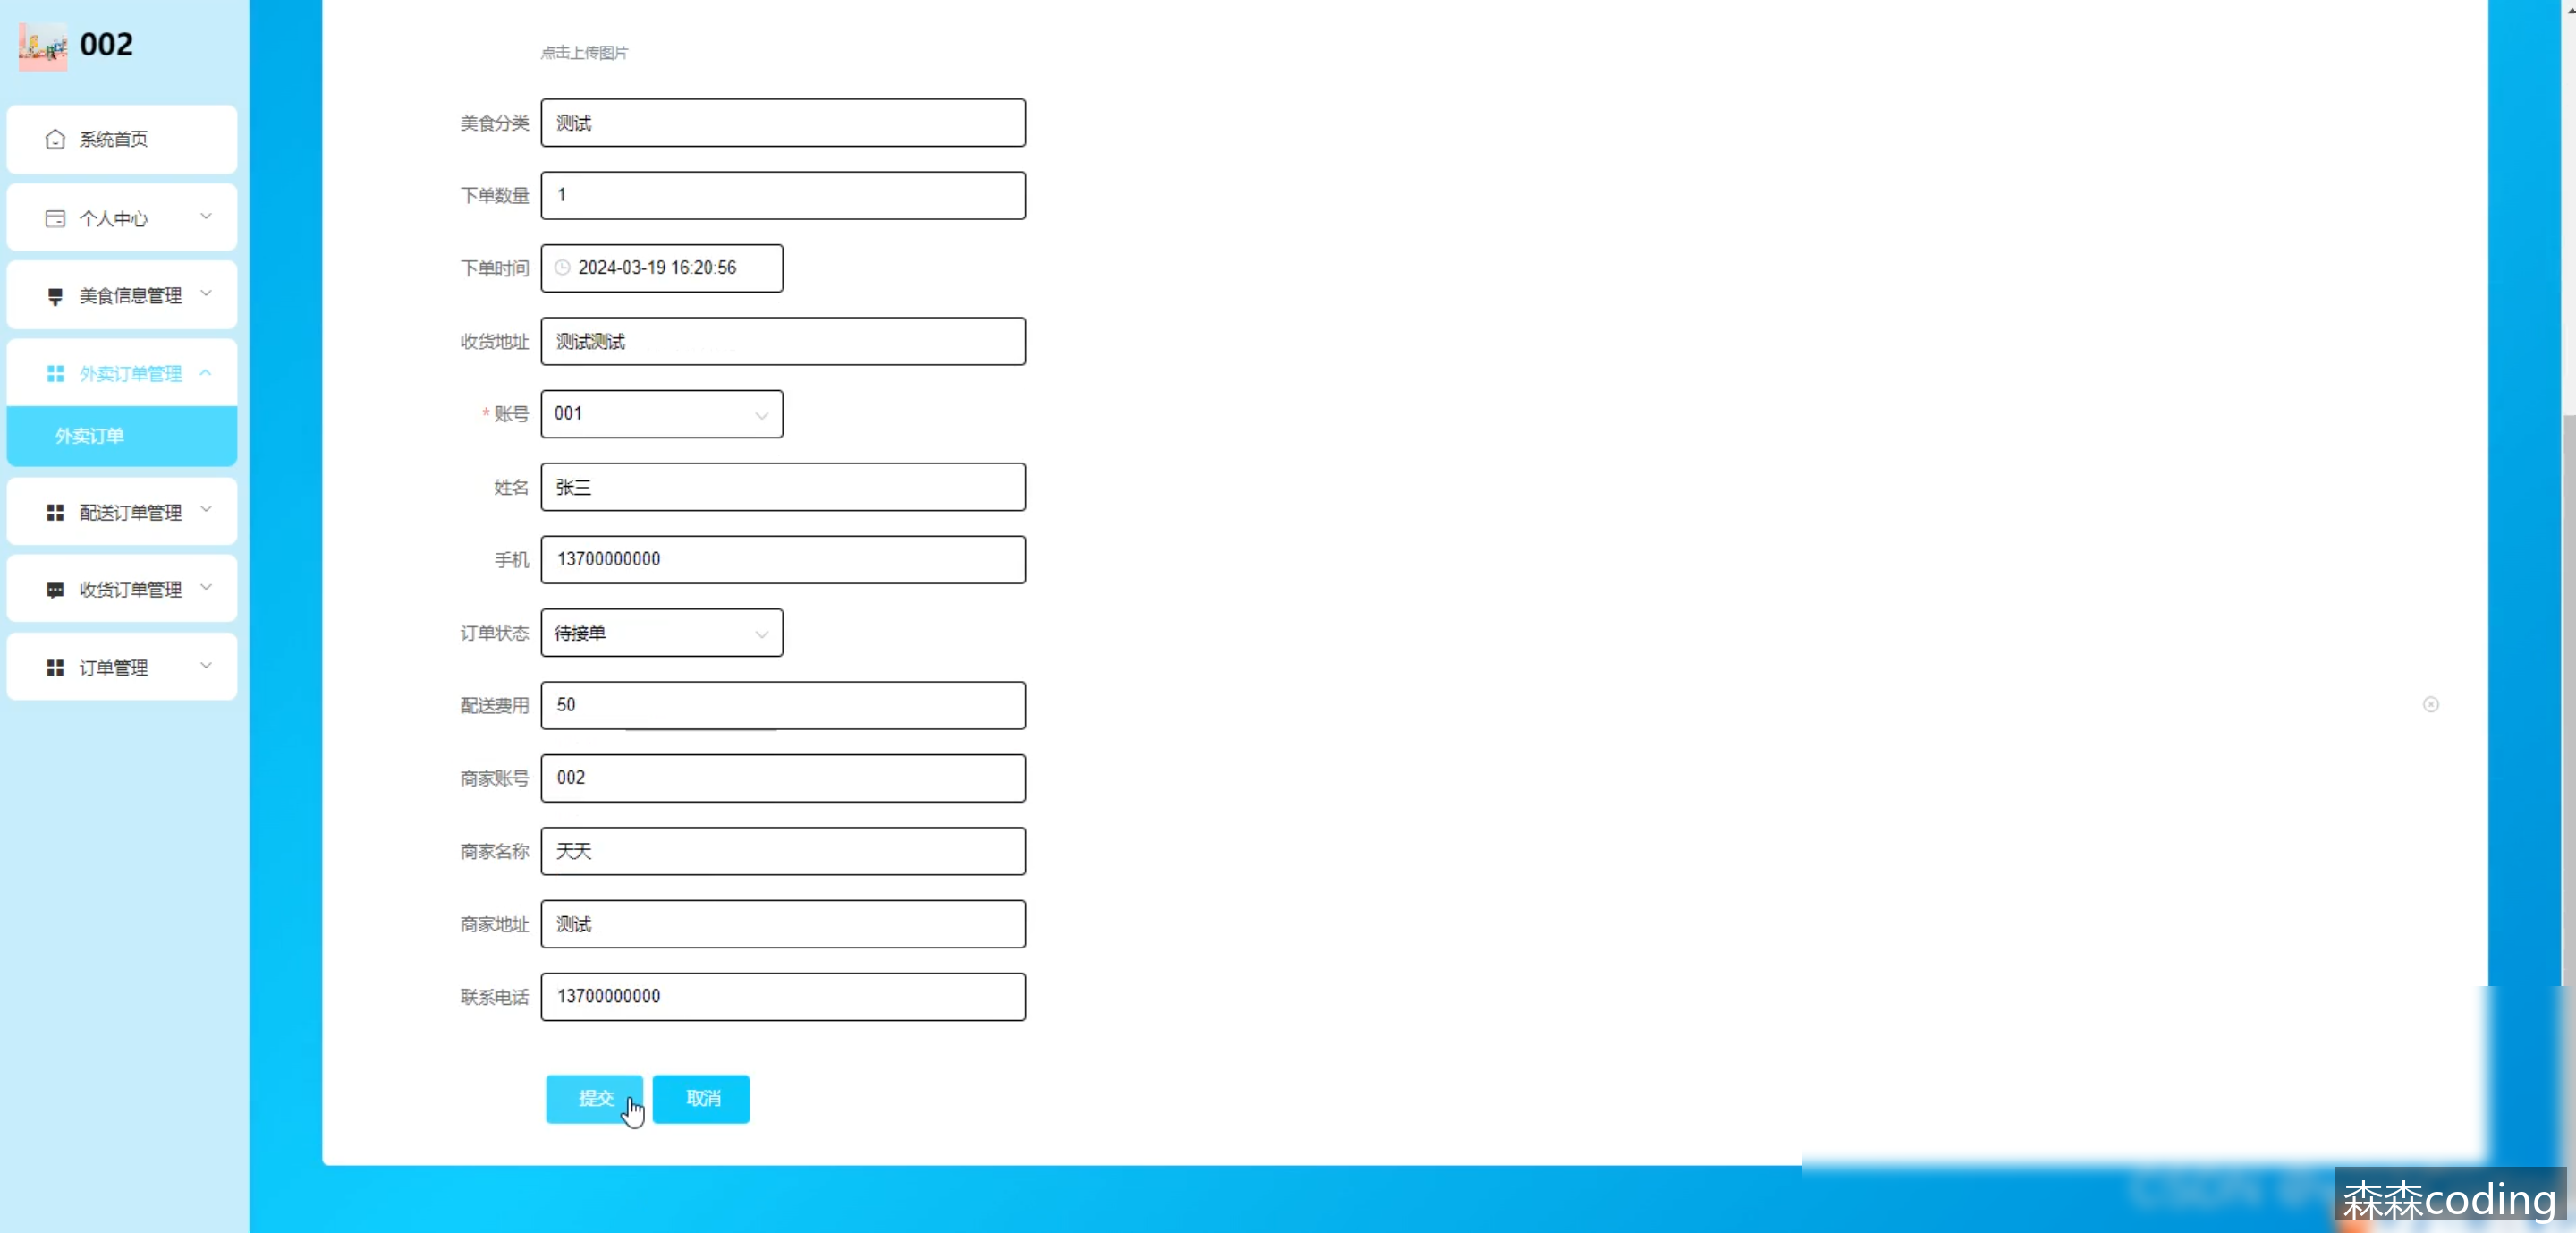 002
系统首页
个人中心
美食信息管理
外卖订单管理
外卖订单
配送订单管理
收货订单管理
订单管理
点击上传图片
美食分类 测试
下单数量 1
下单时间 2024-03-19 16:20:56
收货地址 测试测试
* 账号 001
姓名 张三
手机 13700000000
订单状态 待接单
配送费用 50
商家账号 002
商家名称 天天
商家地址 测试
联系电话 13700000000
提交 取消
森森coding